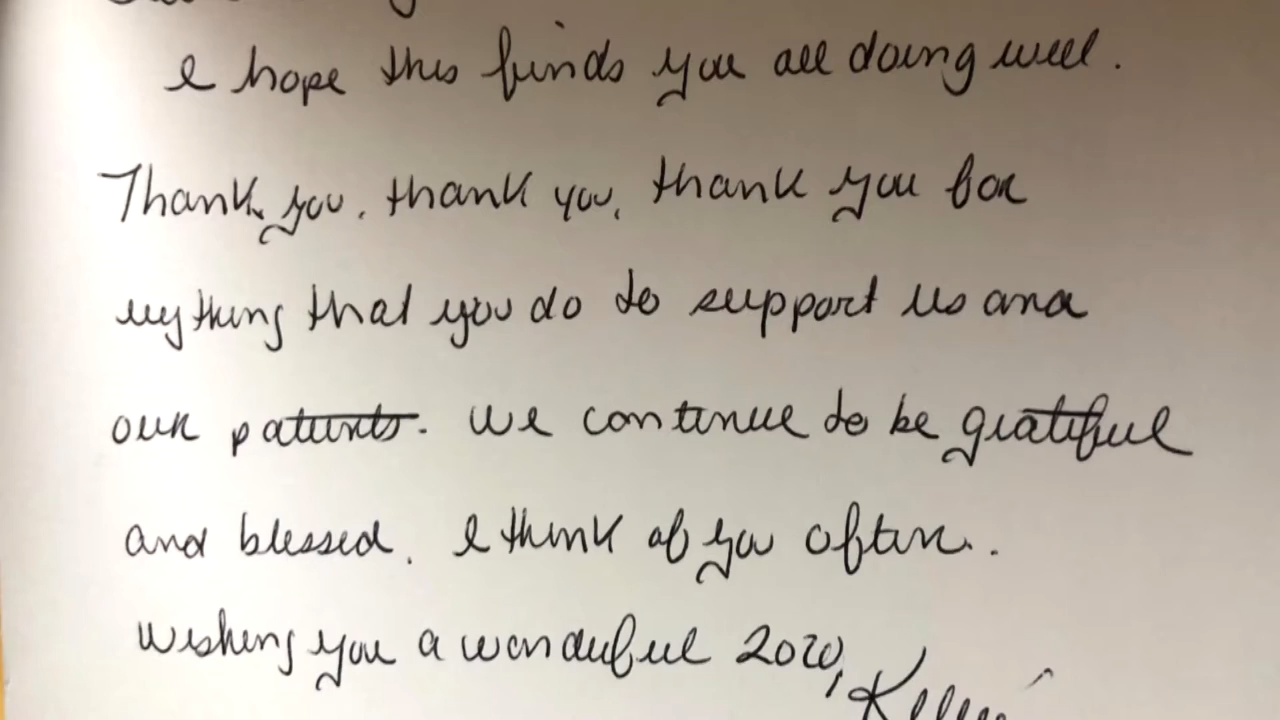 I hope this finds you all doing well.
Thank you, thank you, thank you for
everything that you do to support us and
our patients. We continue to be grateful
and blessed. I think of you often.
Wishing you a wonderful 2020,